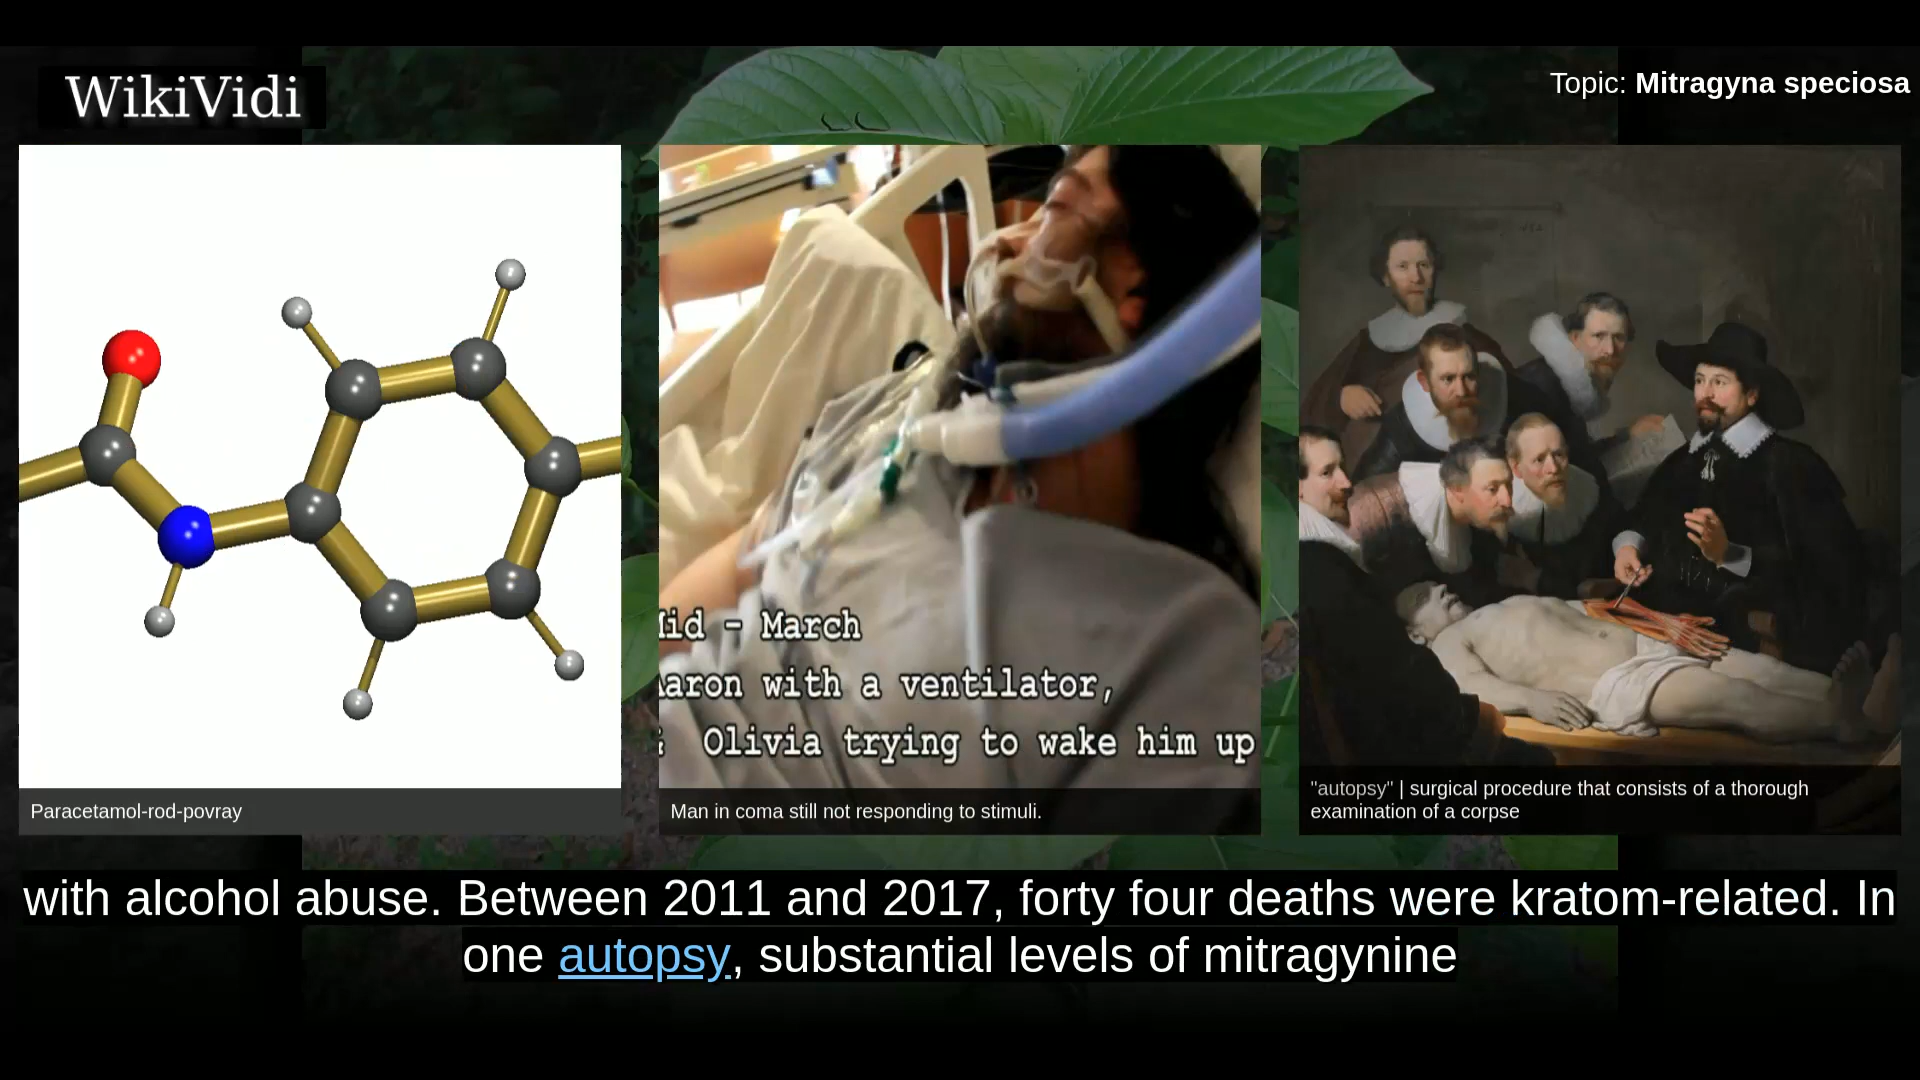 WikiVidi
Topic: Mitragyna speciosa
Mid - March
Aaron with a ventilator,
& Olivia trying to wake him up
Paracetamol-rod-povray
Man in coma still not responding to stimuli.
"autopsy" | surgical procedure that consists of a thorough
examination of a corpse
with alcohol abuse. Between 2011 and 2017, forty four deaths were kratom-related. In
one autopsy, substantial levels of mitragynine